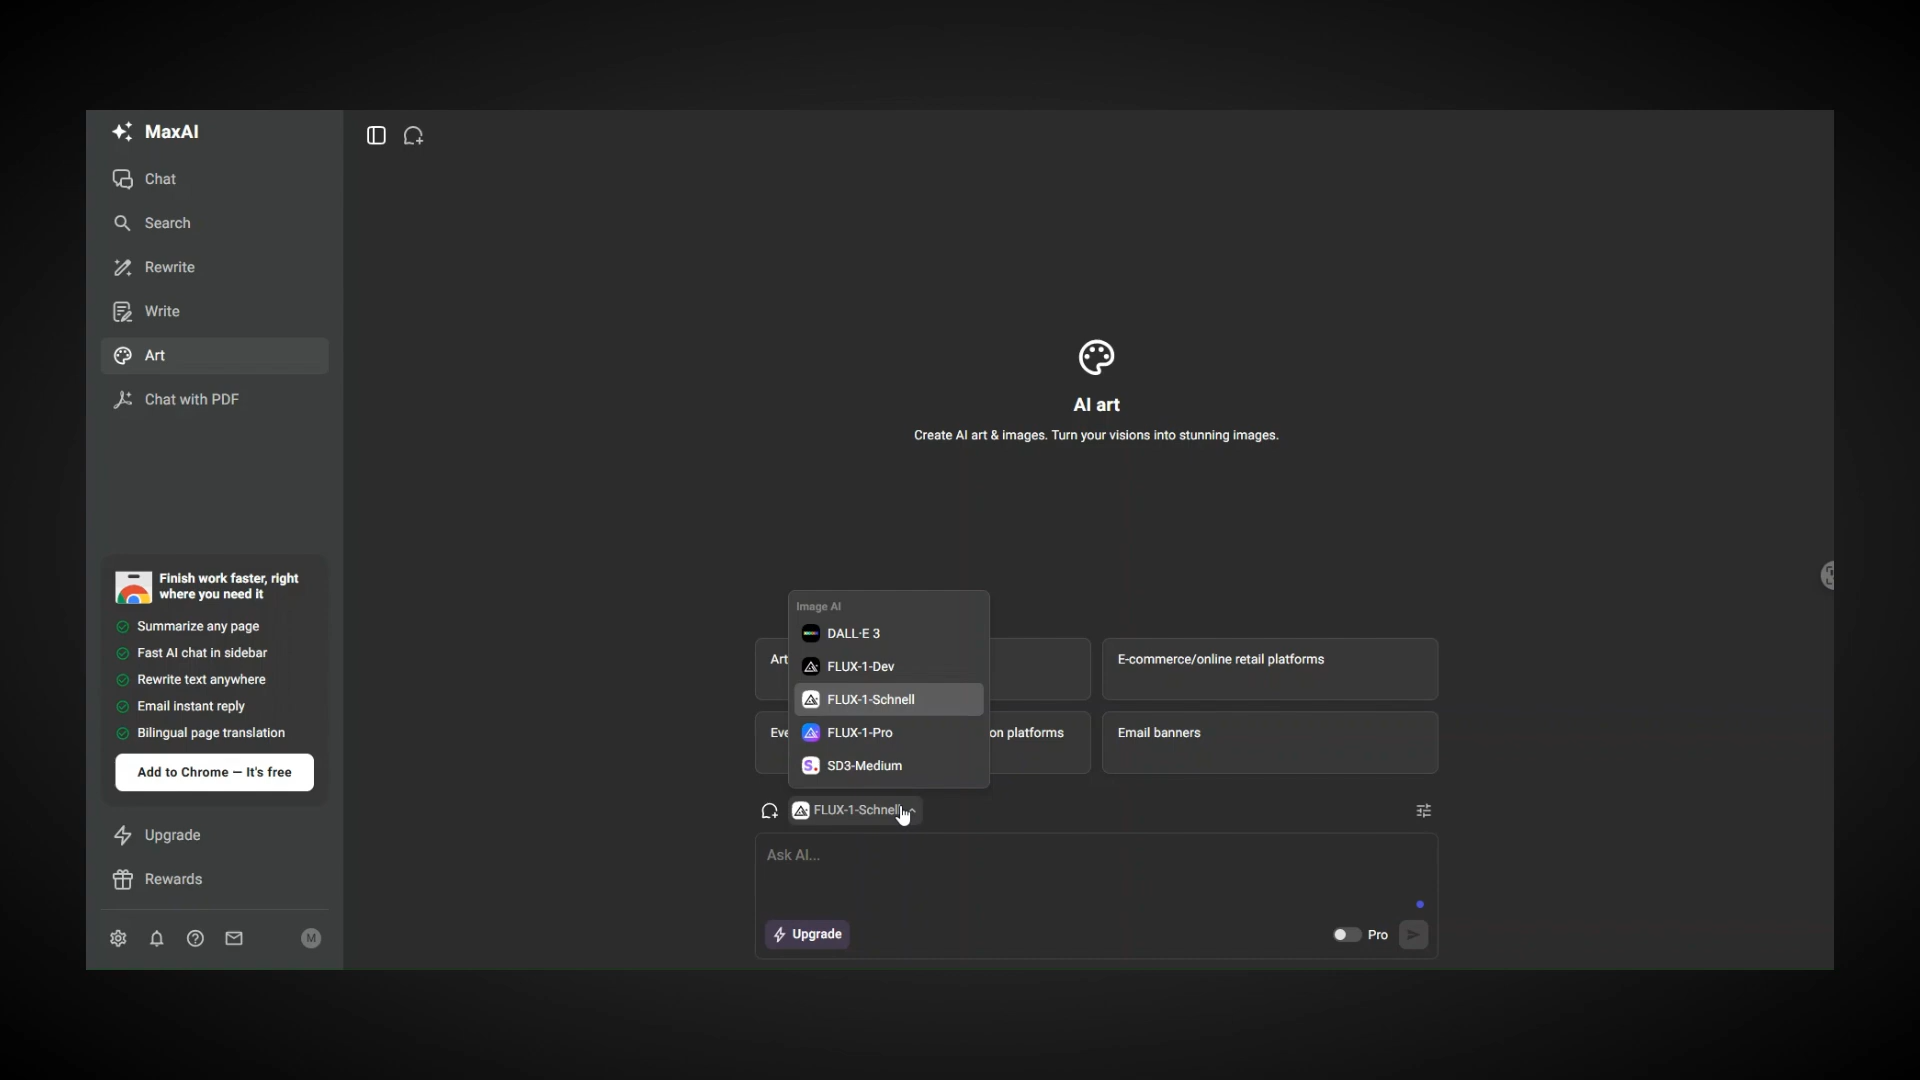 MaxAI
Chat
Search
Rewrite
Write
Art
Chat with PDF
Finish work faster, right
where you need it
Summarize any page
Fast AI chat in sidebar
Rewrite text anywhere
Email instant reply
Bilingual page translation
Add to Chrome — It's free
Upgrade
Rewards
M
AI art
Create AI art & images. Turn your visions into stunning images.
Image AI
DALL·E 3
FLUX-1-Dev
FLUX-1-Schnell
FLUX-1-Pro
SD3-Medium
Art
E-commerce/online retail platforms
on platforms
Email banners
FLUX-1-Schnell
Ask AI...
Upgrade
Pro